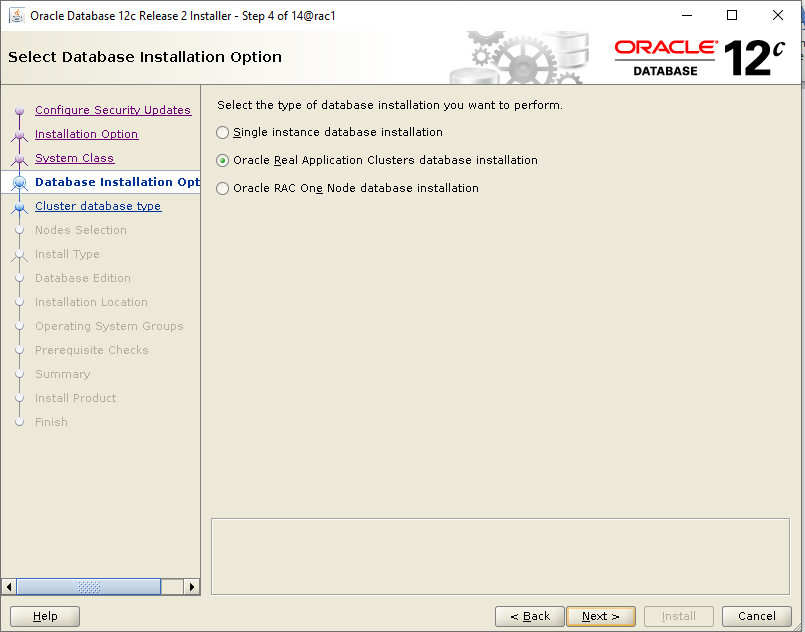 Oracle Database 12c Release 2 Installer - Step 4 of 14@rac1
Select Database Installation Option
ORACLE®
DATABASE
12c
Configure Security Updates
Installation Option
System Class
Database Installation Opt
Cluster database type
Nodes Selection
Install Type
Database Edition
Installation Location
Operating System Groups
Prerequisite Checks
Summary
Install Product
Finish
Select the type of database installation you want to perform.
Single instance database installation
Oracle Real Application Clusters database installation
Oracle RAC One Node database installation
Help
< Back
Next >
Install
Cancel